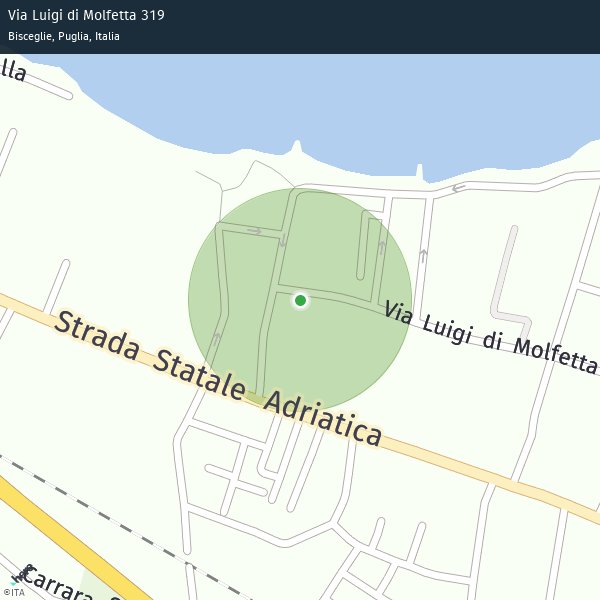 Via Luigi di Molfetta 319
Bisceglie, Puglia, Italia
lla
Via Luigi di Molfetta
Strada Statale Adriatica
Carrara
©ITA